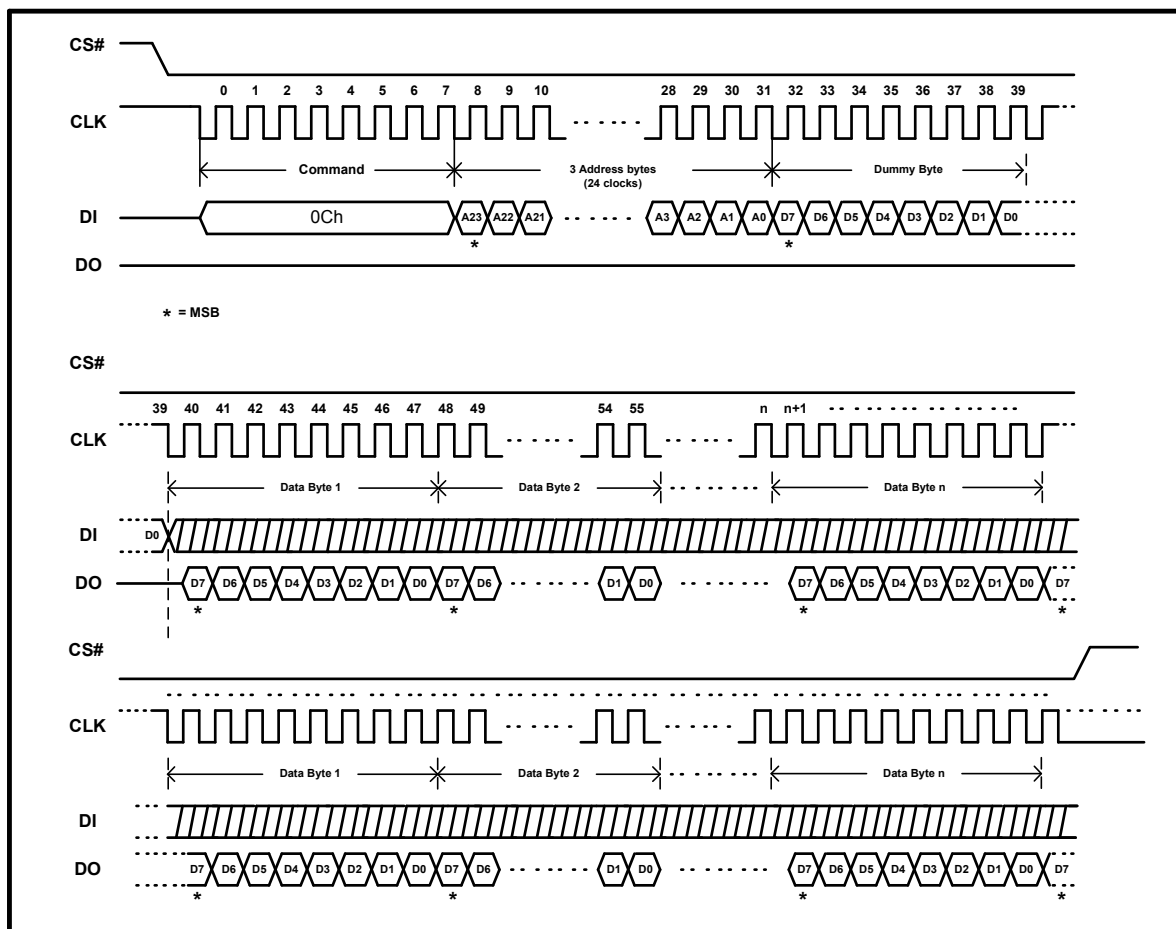 CS#
0 1 2 3 4 5 6 7 8 9 10 28 29 30 31 32 33 34 35 36 37 38 39
CLK
Command 3 Address bytes Dummy Byte
(24 clocks)
DI 0Ch A23 A22 A21 A3 A2 A1 A0 D7 D6 D5 D4 D3 D2 D1 D0
* *
DO
* = MSB
CS#
39 40 41 42 43 44 45 46 47 48 49 54 55 n n+1
CLK
Data Byte 1 Data Byte 2 Data Byte n
DI D0
DO D7 D6 D5 D4 D3 D2 D1 D0 D7 D6 D1 D0 D7 D6 D5 D4 D3 D2 D1 D0 D7
* * * *
CS#
CLK
Data Byte 1 Data Byte 2 Data Byte n
DI
DO D7 D6 D5 D4 D3 D2 D1 D0 D7 D6 D1 D0 D7 D6 D5 D4 D3 D2 D1 D0 D7
* * * *